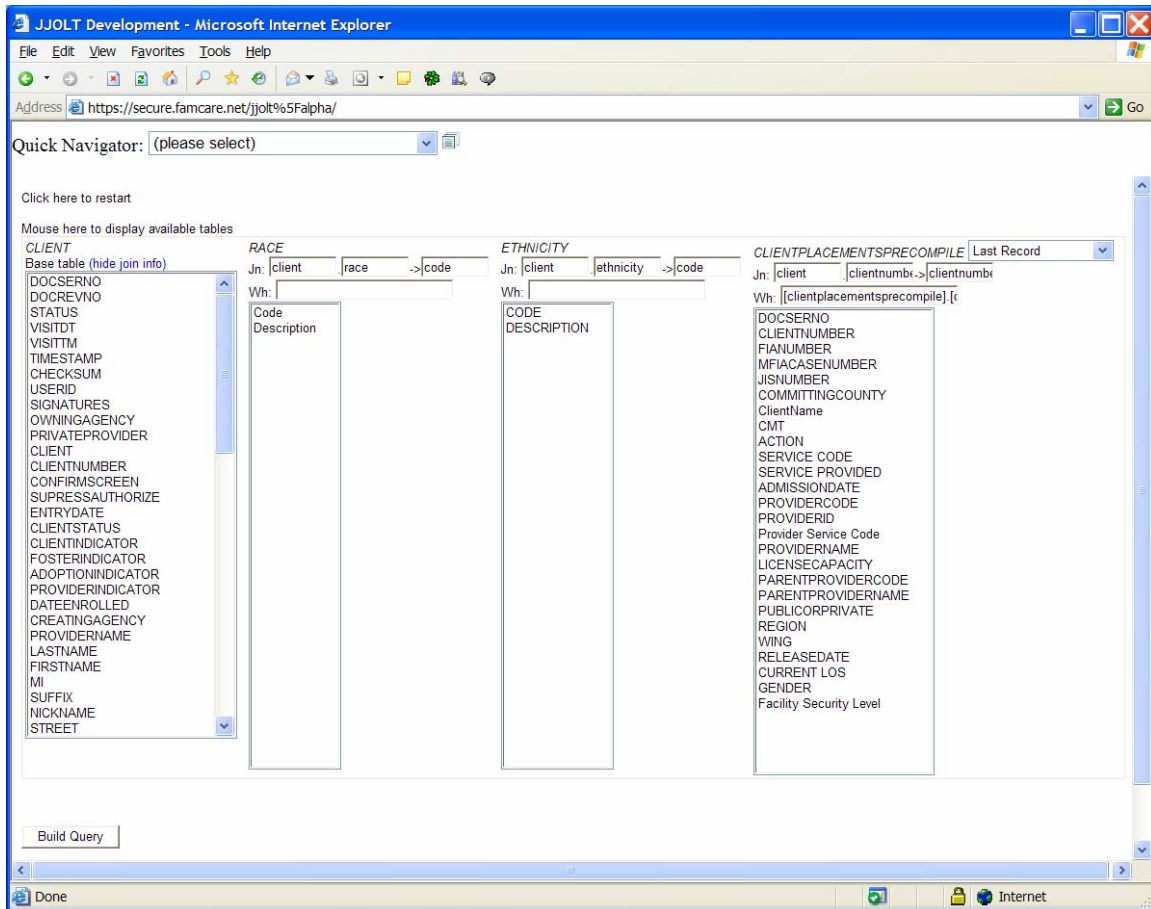 JJOLT Development - Microsoft Internet Explorer
File Edit View Favorites Tools Help
Address https://secure.famcare.net/jjolt%5Falpha/ Go
Quick Navigator: (please select)
Click here to restart
Mouse here to display available tables
CLIENT
Base table (hide join info)
DOCSERNO
DOCREVNO
STATUS
VISITDT
VISITTM
TIMESTAMP
CHECKSUM
USERID
SIGNATURES
OWNINGAGENCY
PRIVATEPROVIDER
CLIENT
CLIENTNUMBER
CONFIRMSCREEN
SUPRESSAUTHORIZE
ENTRYDATE
CLIENTSTATUS
CLIENTINDICATOR
FOSTERINDICATOR
ADOPTIONINDICATOR
PROVIDERINDICATOR
DATEENROLLED
CREATINGAGENCY
PROVIDERNAME
LASTNAME
FIRSTNAME
MI
SUFFIX
NICKNAME
STREET
RACE
Jn: client .race ->code
Wh:
Code
Description
ETHNICITY
Jn: client .ethnicity ->code
Wh:
CODE
DESCRIPTION
CLIENTPLACEMENTSPRECOMPILE Last Record
Jn: client .clientnumbe->clientnumbe
Wh: [clientplacementsprecompile].[c
DOCSERNO
CLIENTNUMBER
FIANUMBER
MFIACASENUMBER
JISNUMBER
COMMITTINGCOUNTY
ClientName
CMT
ACTION
SERVICE CODE
SERVICE PROVIDED
ADMISSIONDATE
PROVIDERCODE
PROVIDERID
Provider Service Code
PROVIDERNAME
LICENSECAPACITY
PARENTPROVIDERCODE
PARENTPROVIDERNAME
PUBLICORPRIVATE
REGION
WING
RELEASEDATE
CURRENT LOS
GENDER
Facility Security Level
Build Query
Done
Internet